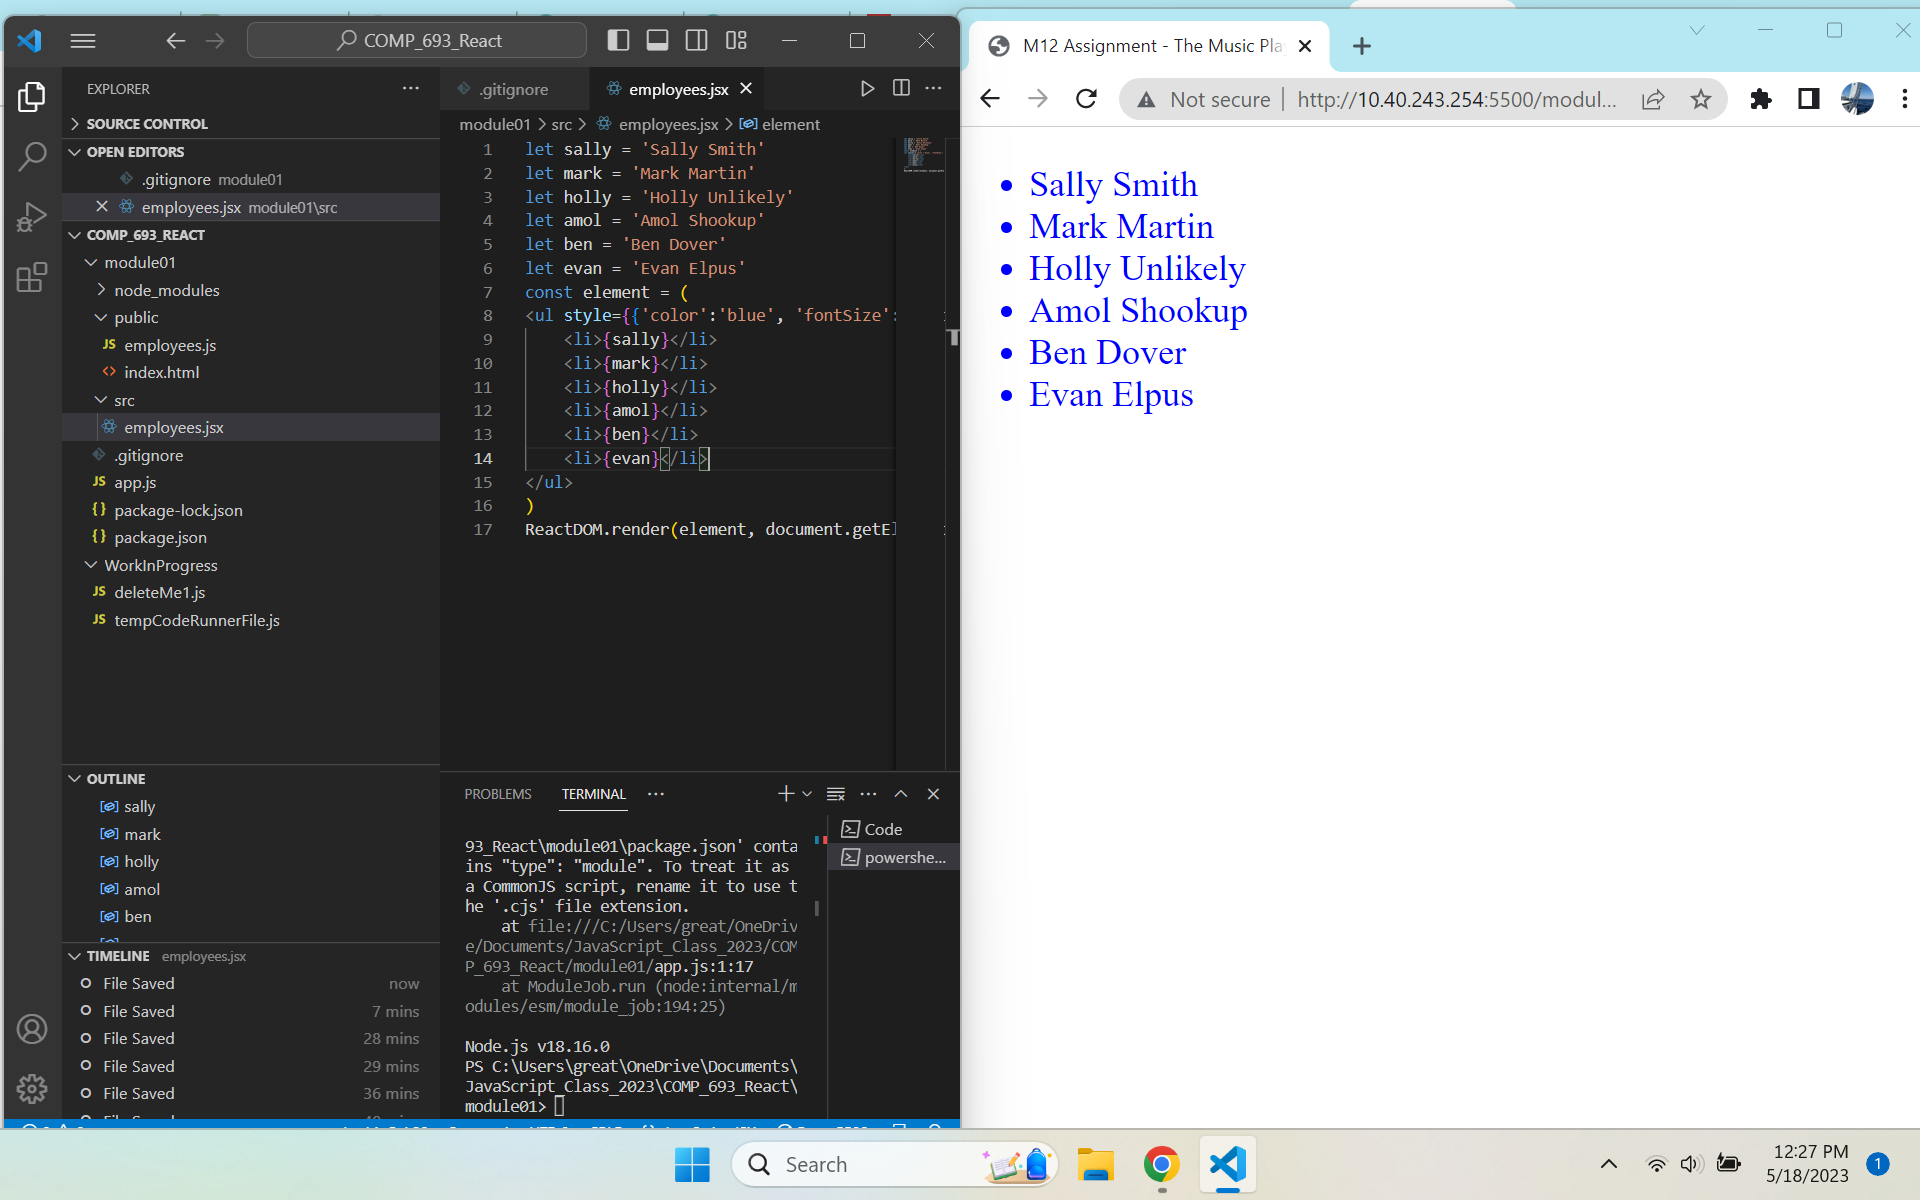 COMP_693_React
EXPLORER
SOURCE CONTROL
OPEN EDITORS
.gitignore module01
employees.jsx module01\src
COMP_693_REACT
module01
node_modules
public
JS employees.js
<> index.html
src
employees.jsx
.gitignore
JS app.js
{} package-lock.json
{} package.json
WorkInProgress
JS deleteMe1.js
JS tempCodeRunnerFile.js
OUTLINE
sally
mark
holly
amol
ben
TIMELINE employees.jsx
File Saved now
File Saved 7 mins
File Saved 28 mins
File Saved 29 mins
File Saved 36 mins
.gitignore
employees.jsx
module01 > src > employees.jsx > element
1 let sally = 'Sally Smith'
2 let mark = 'Mark Martin'
3 let holly = 'Holly Unlikely'
4 let amol = 'Amol Shookup'
5 let ben = 'Ben Dover'
6 let evan = 'Evan Elpus'
7 const element = (
8 <ul style={{'color':'blue', 'fontSize':
9 <li>{sally}</li>
10 <li>{mark}</li>
11 <li>{holly}</li>
12 <li>{amol}</li>
13 <li>{ben}</li>
14 <li>{evan}</li>
15 </ul>
16 )
17 ReactDOM.render(element, document.getEl
PROBLEMS TERMINAL
Code
powershe...
93_React\module01\package.json' conta
ins "type": "module". To treat it as
a CommonJS script, rename it to use t
he '.cjs' file extension.
at file:///C:/Users/great/OneDriv
e/Documents/JavaScript_Class_2023/COM
P_693_React/module01/app.js:1:17
at ModuleJob.run (node:internal/m
odules/esm/module_job:194:25)
Node.js v18.16.0
PS C:\Users\great\OneDrive\Documents\
JavaScript_Class_2023\COMP_693_React\
module01>
M12 Assignment - The Music Pla
Not secure | http://10.40.243.254:5500/modul...
• Sally Smith
• Mark Martin
• Holly Unlikely
• Amol Shookup
• Ben Dover
• Evan Elpus
Search
12:27 PM
5/18/2023
1